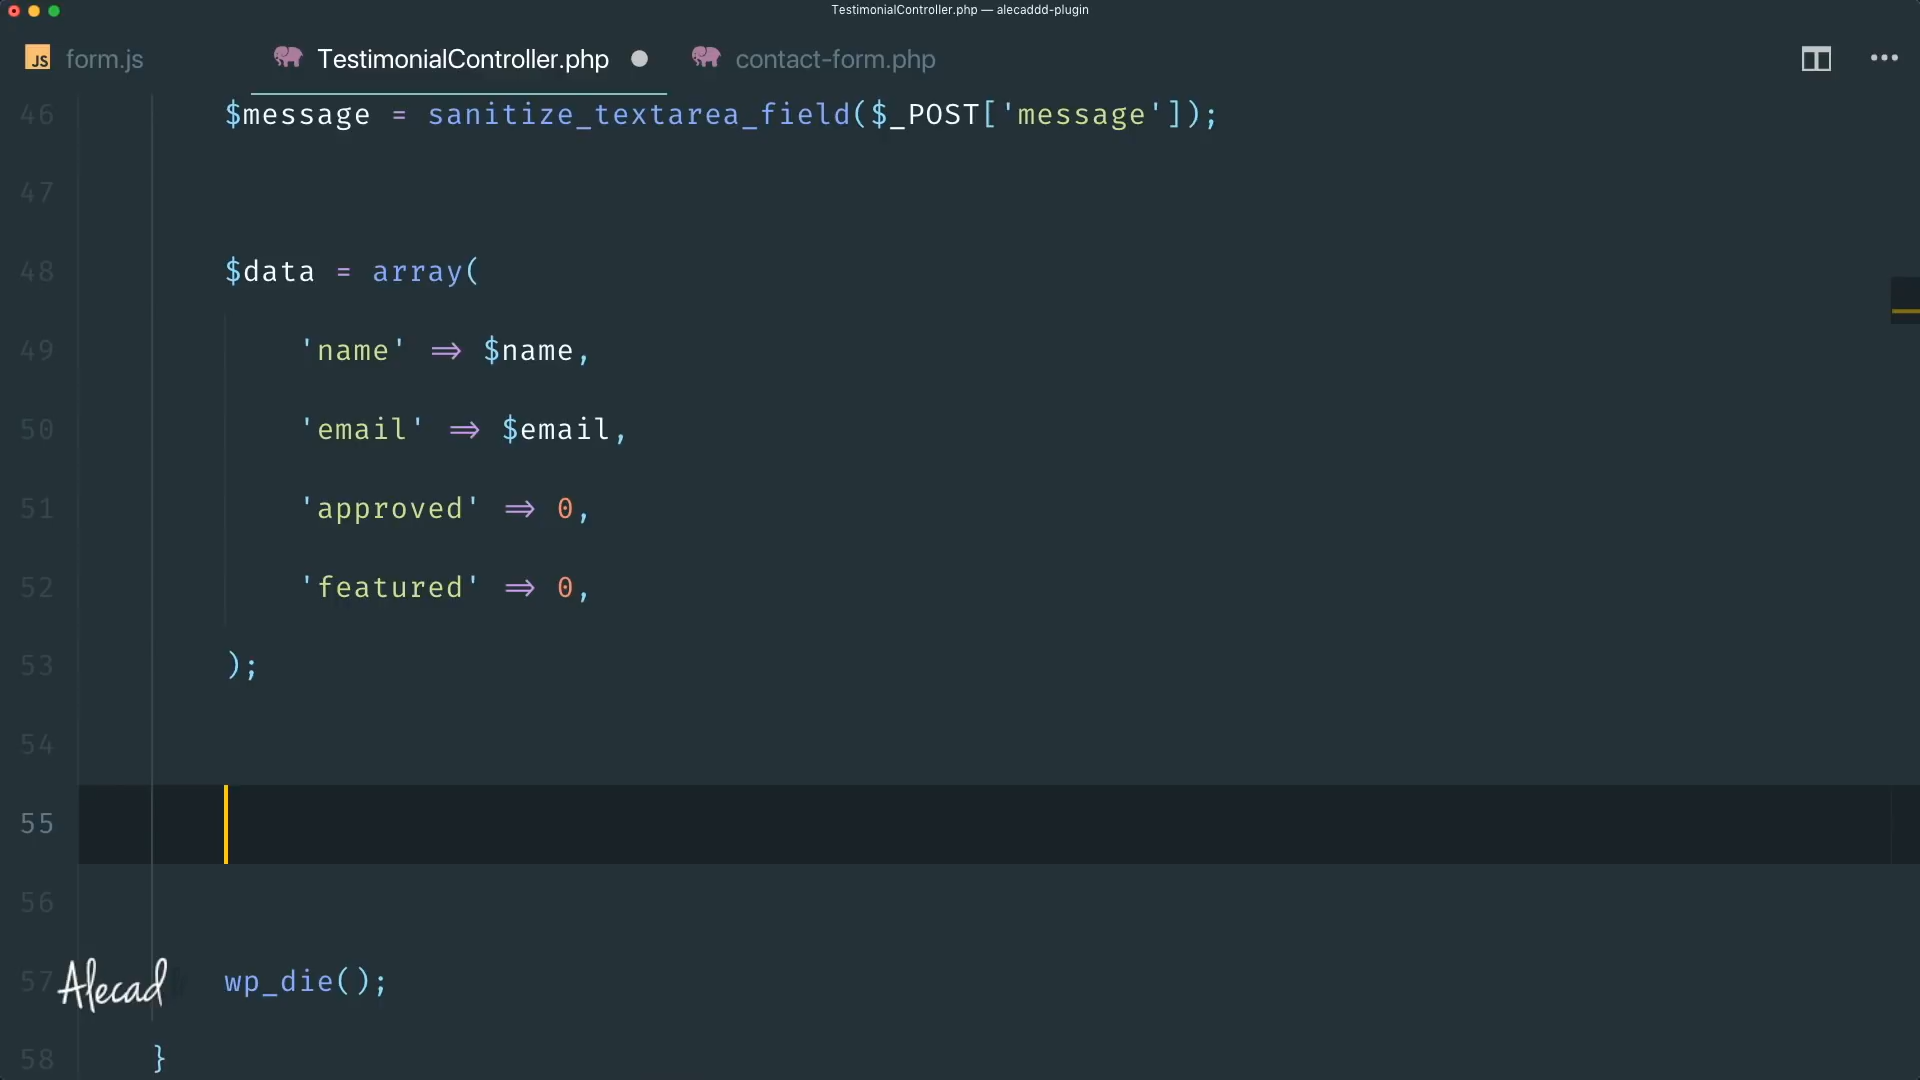 TestimonialController.php — alecaddd-plugin
JS form.js TestimonialController.php contact-form.php
46 $message = sanitize_textarea_field($_POST['message']);
47
48 $data = array(
49 'name' => $name,
50 'email' => $email,
51 'approved' => 0,
52 'featured' => 0,
53 );
54
55
56
57 wp_die();
Alecad
58 }